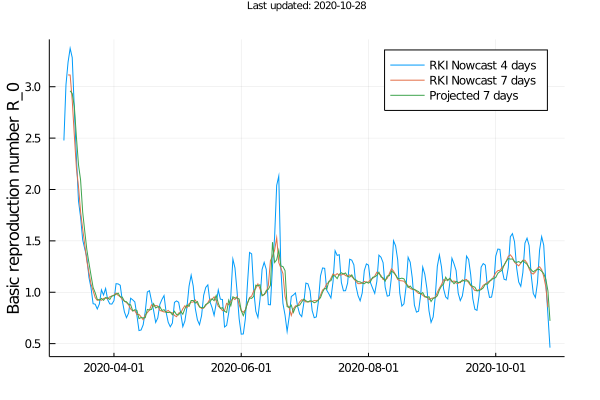 Last updated: 2020-10-28
Basic reproduction number R_0
3.0
2.5
2.0
1.5
1.0
0.5
RKI Nowcast 4 days
RKI Nowcast 7 days
Projected 7 days
2020-04-01
2020-06-01
2020-08-01
2020-10-01